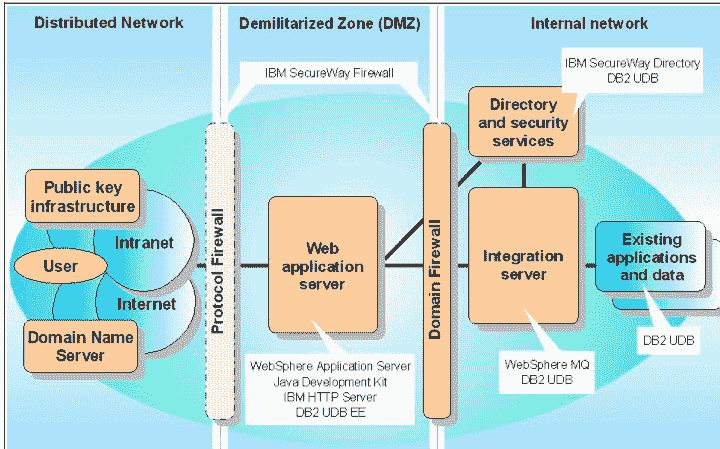 Distributed Network
Demilitarized Zone (DMZ)
Internal network
IBM SecureWay Firewall
IBM SecureWay Directory
DB2 UDB
Directory
and security
services
Public key
infrastructure
Intranet
User
Internet
Domain Name
Server
Protocol Firewall
Web
application
server
Domain Firewall
Integration
server
Existing
applications
and data
WebSphere Application Server
Java Development Kit
IBM HTTP Server
DB2 UDB EE
WebSphere MQ
DB2 UDB
DB2 UDB